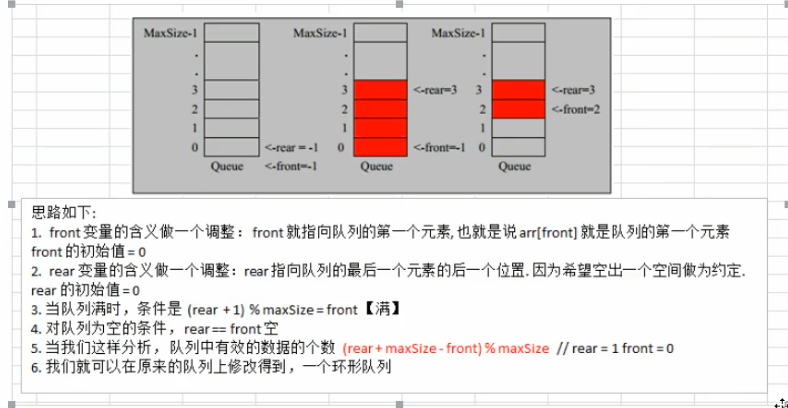 MaxSize-1 MaxSize-1 MaxSize-1
. . .
. . .
3 3 <-rear=3 3 <-rear=3
2 2 2 <-front=2
1 1 1
0 <-rear = -1 0 <-front=-1 0
Queue <-front=-1 Queue Queue
思路如下:
1. front 变量的含义做一个调整： front 就指向队列的第一个元素, 也就是说 arr[front] 就是队列的第一个元素
front 的初始值 = 0
2. rear 变量的含义做一个调整：rear 指向队列的最后一个元素的后一个位置. 因为希望空出一个空间做为约定.
rear 的初始值 = 0
3. 当队列满时，条件是 (rear + 1) % maxSize = front 【满】
4. 对队列为空的条件， rear == front 空
5. 当我们这样分析， 队列中有效的数据的个数 (rear + maxSize - front) % maxSize // rear = 1 front = 0
6. 我们就可以在原来的队列上修改得到，一个环形队列